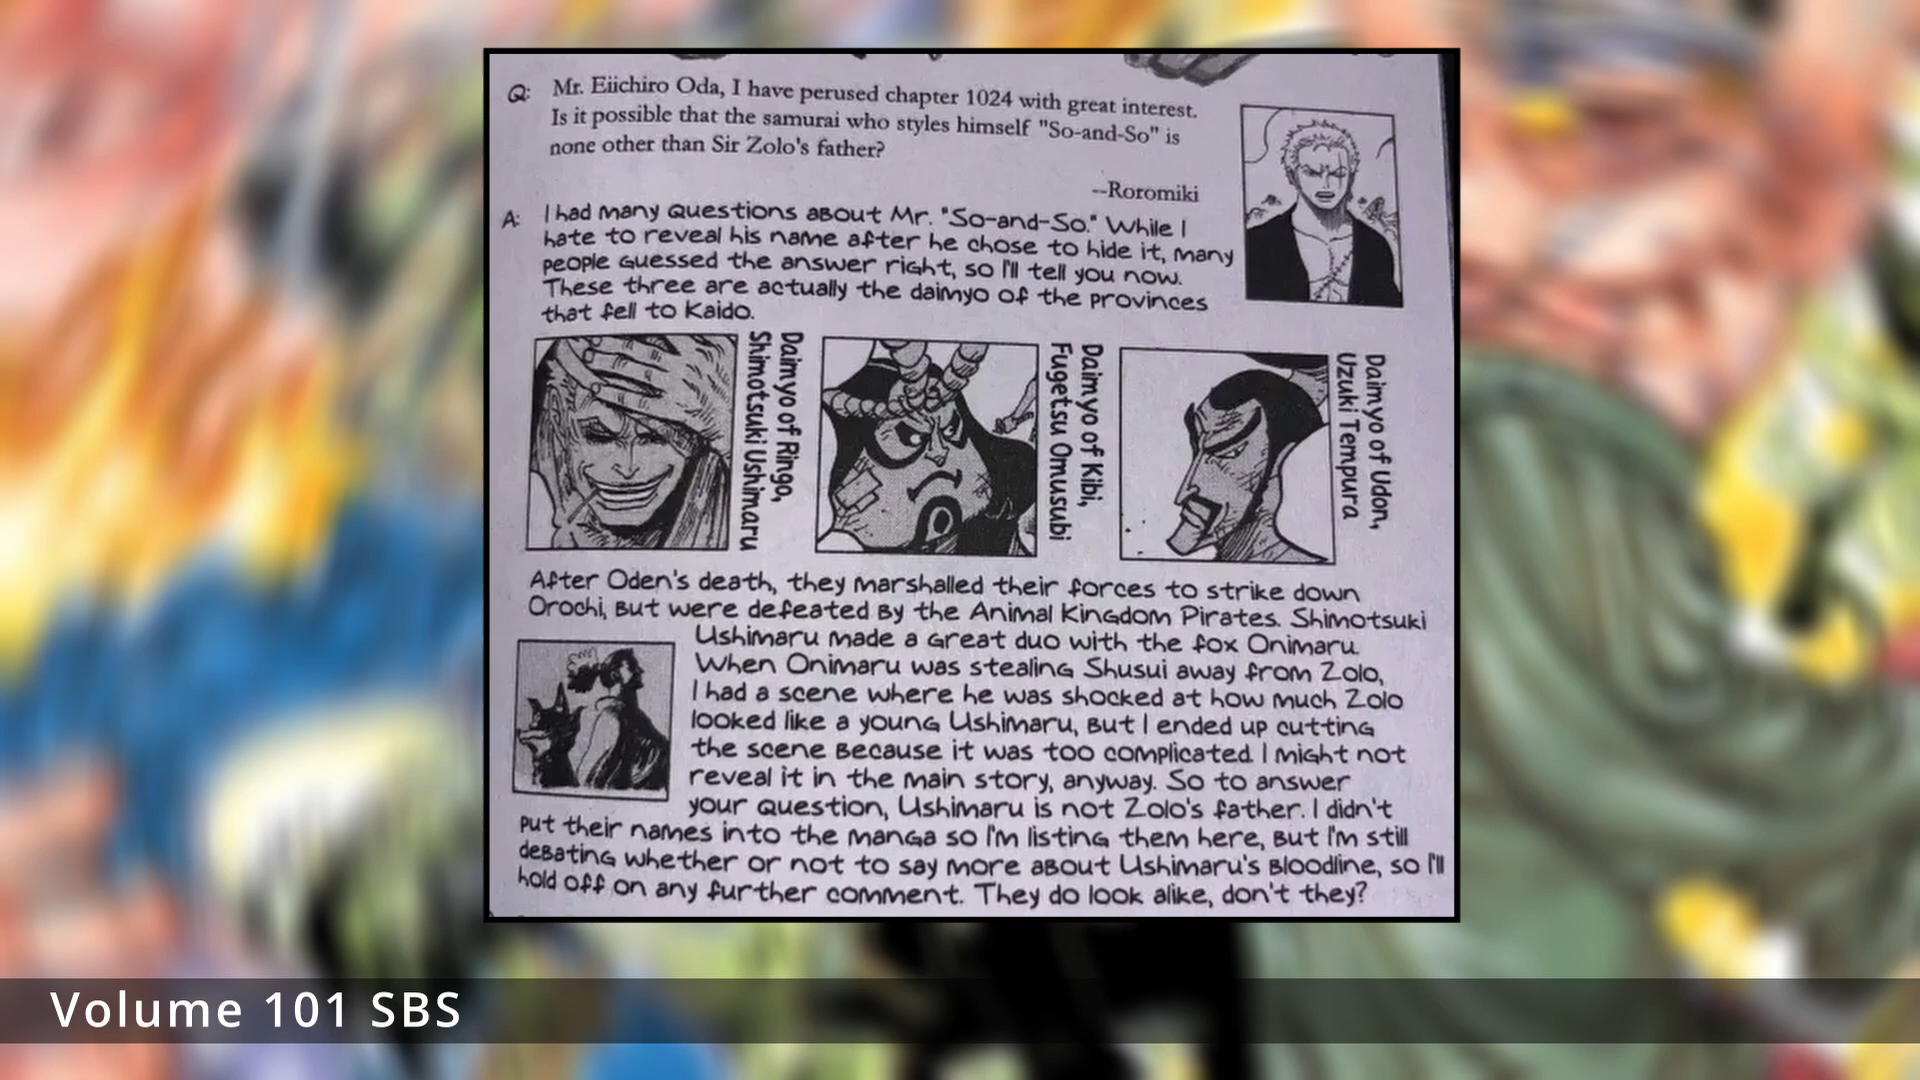 Q: Mr. Eiichiro Oda, I have perused chapter 1024 with great interest.
Is it possible that the samurai who styles himself "So-and-So" is
none other than Sir Zolo's father?
--Roromiki
A: I had many questions about Mr. "So-and-So." While I
hate to reveal his name after he chose to hide it, many
people guessed the answer right, so I'll tell you now.
These three are actually the daimyo of the provinces
that fell to Kaido.
Daimyo of Ringo,
Shimotsuki Ushimaru
Daimyo of Kibi,
Fugetsu Omusubi
Daimyo of Udon,
Uzuki Tempura
After Oden's death, they marshalled their forces to strike down
Orochi, but were defeated by the Animal Kingdom Pirates. Shimotsuki
Ushimaru made a great duo with the fox Onimaru.
When Onimaru was stealing Shusui away from Zolo,
I had a scene where he was shocked at how much Zolo
looked like a young Ushimaru, but I ended up cutting
the scene because it was too complicated. I might not
reveal it in the main story, anyway. So to answer
your question, Ushimaru is not Zolo's father. I didn't
put their names into the manga so I'm listing them here, but I'm still
debating whether or not to say more about Ushimaru's bloodline, so I'll
hold off on any further comment. They do look alike, don't they?
Volume 101 SBS